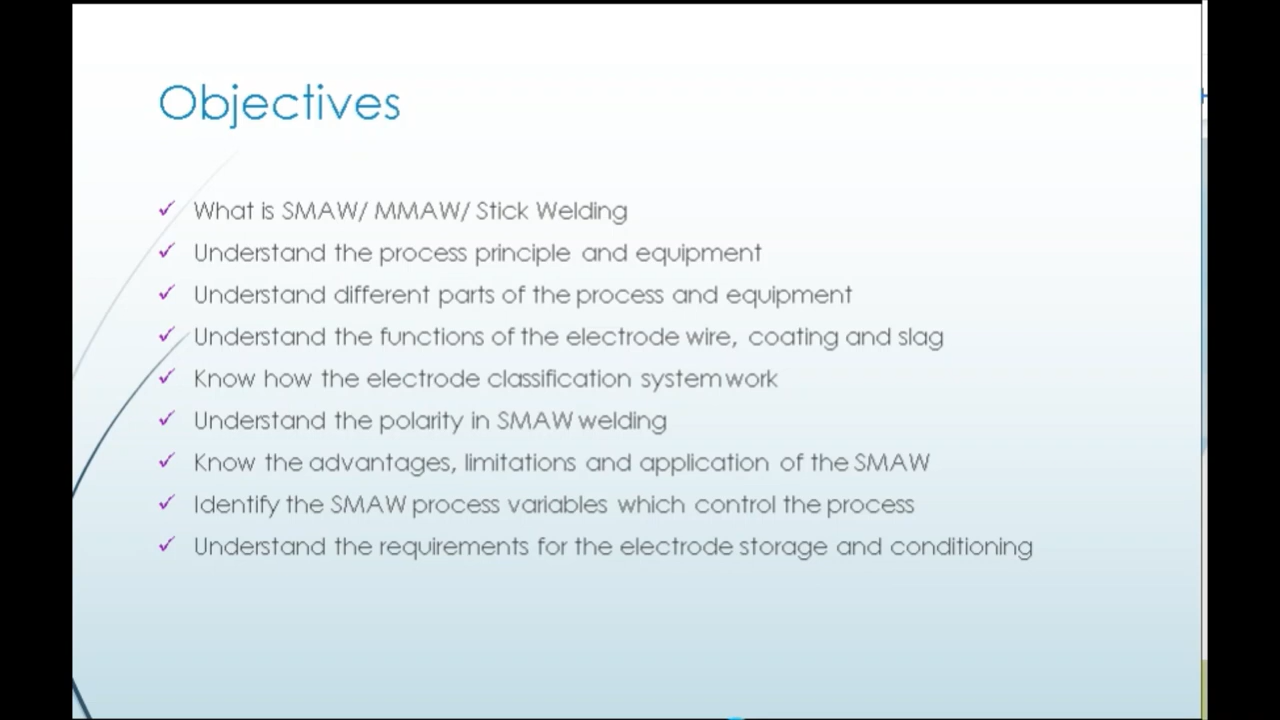 Objectives
What is SMAW/ MMAW/ Stick Welding
Understand the process principle and equipment
Understand different parts of the process and equipment
Understand the functions of the electrode wire, coating and slag
Know how the electrode classification system work
Understand the polarity in SMAW welding
Know the advantages, limitations and application of the SMAW
Identify the SMAW process variables which control the process
Understand the requirements for the electrode storage and conditioning